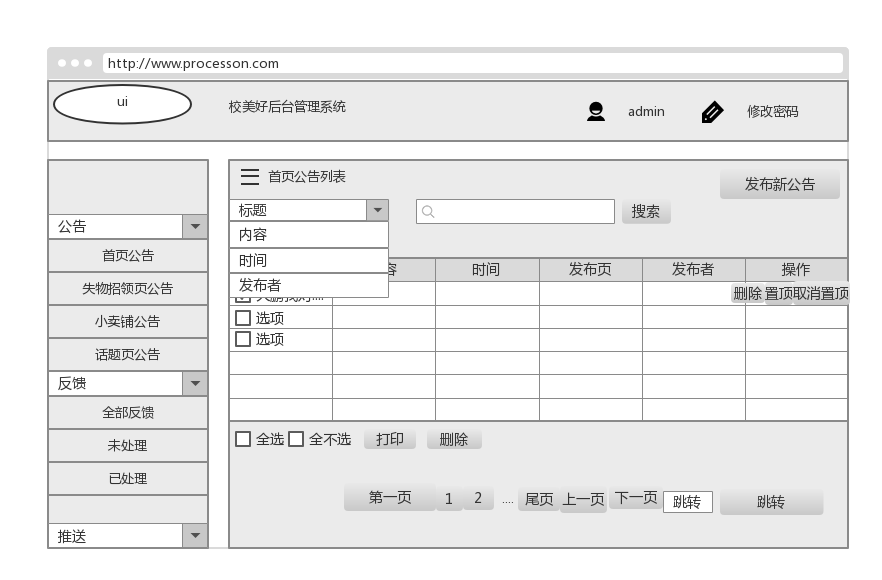 http://www.processon.com
ui
校美好后台管理系统
admin
修改密码
首页公告列表
发布新公告
公告
标题
搜索
内容
首页公告
时间
容 时间 发布页 发布者 操作
失物招领页公告
发布者
删除 置顶 取消置顶
小卖铺公告
选项
选项
话题页公告
反馈
全部反馈
全选 全不选 打印 删除
未处理
已处理
第一页 1 2 .... 尾页 上一页 下一页 跳转 跳转
推送